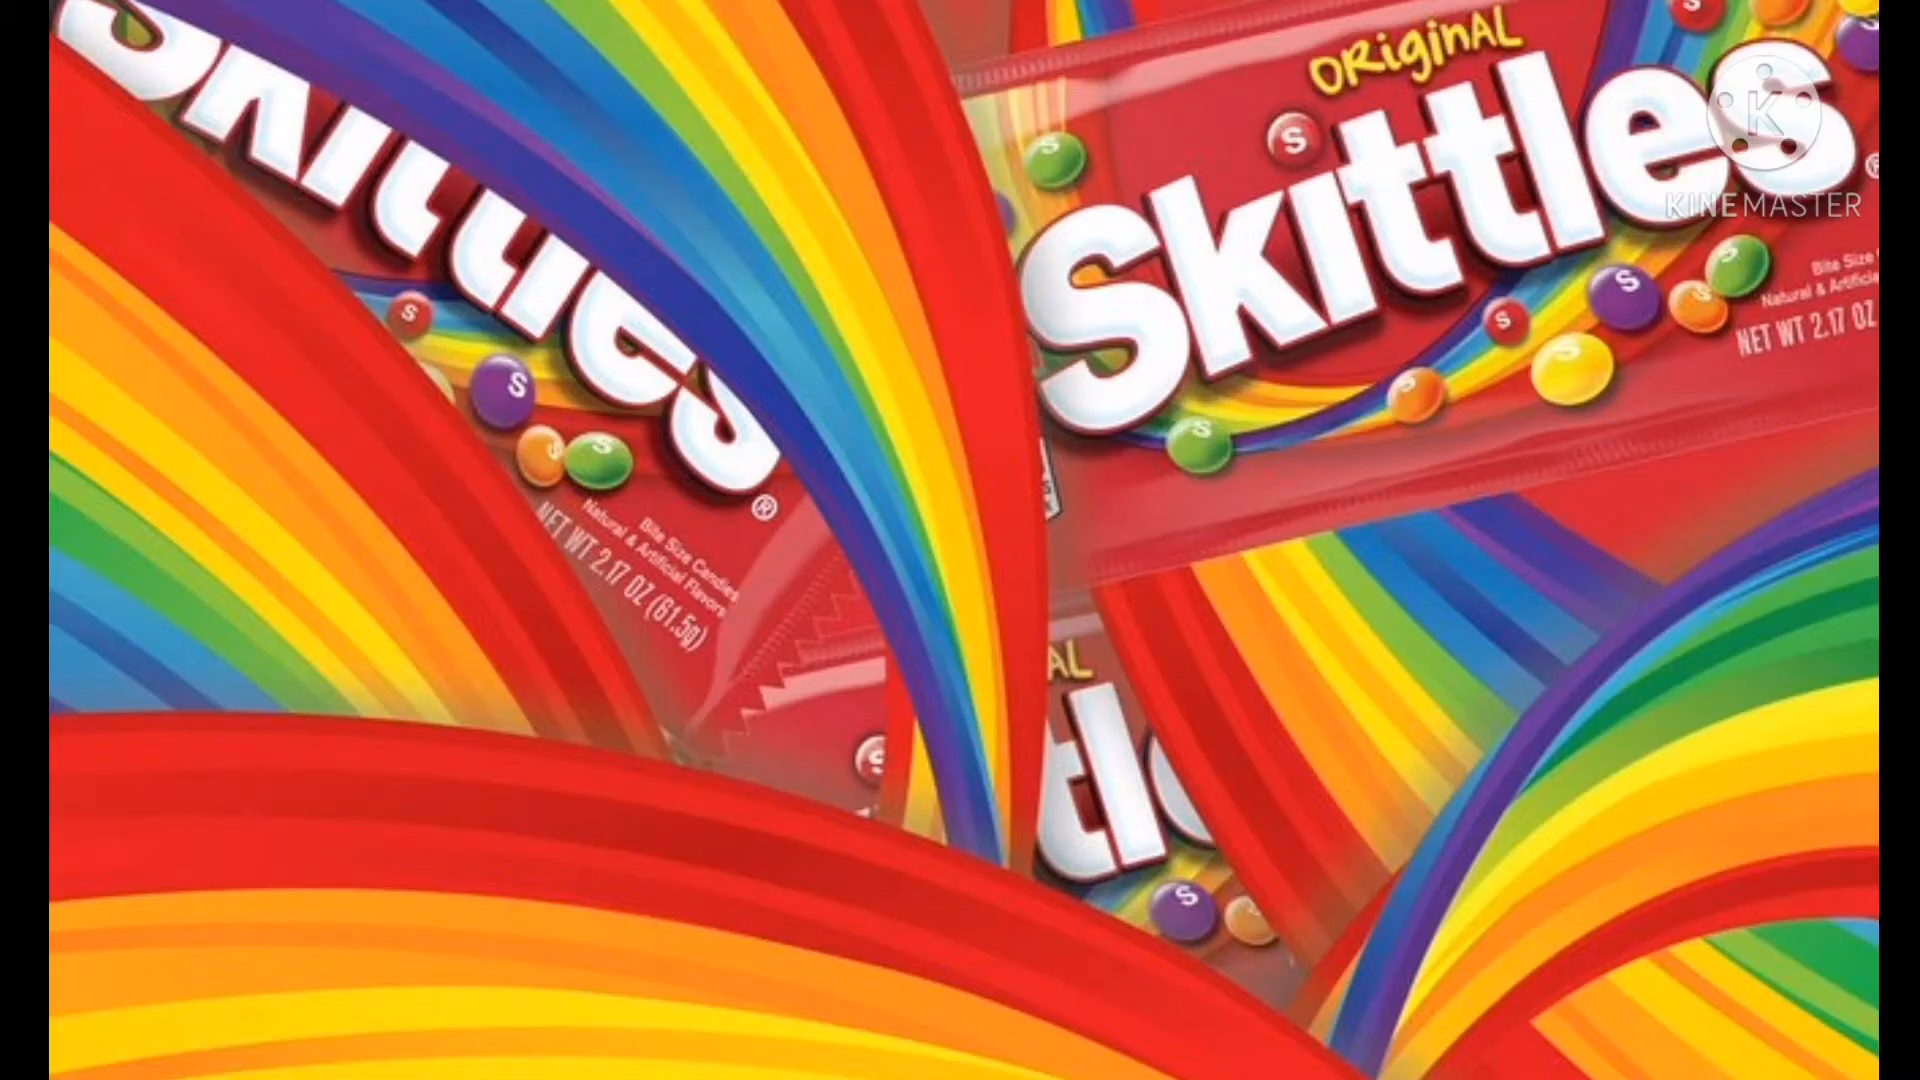 Skittles
S
S
S
S
®
Bite Size Candies
Natural & Artificial Flavors
NET WT 2.17 OZ (61.5g)
ORiginAL
S
S
S
Skittles
®
K
KINEMASTER
Bite Size
Natural & Artificia
NET WT 2.17 OZ
S
S
S
S
S
S
S
S
AL
tl
S